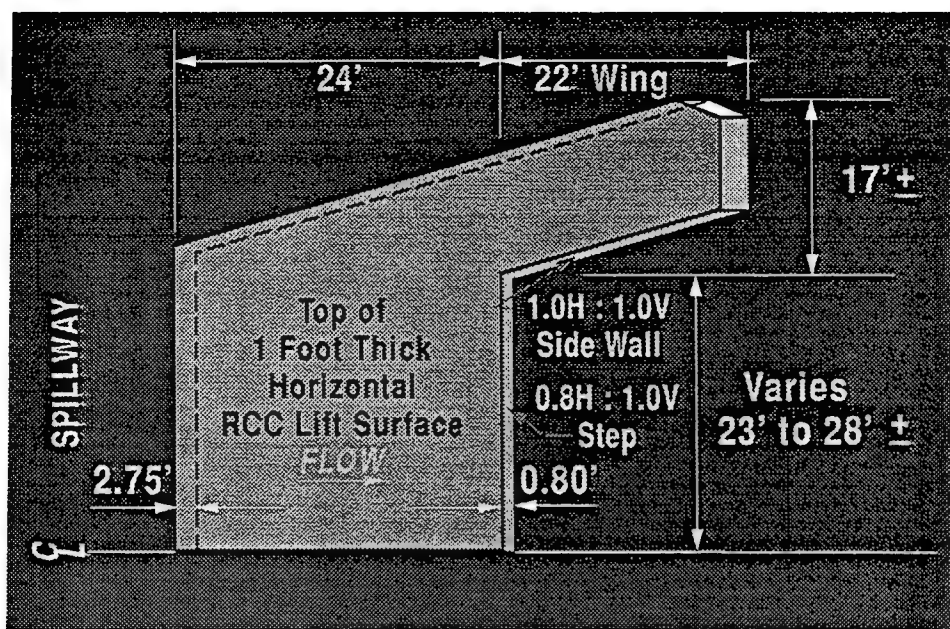 24'
22' Wing
17' ±
Top of
1 Foot Thick
Horizontal
RCC Lift Surface
FLOW
1.0H : 1.0V
Side Wall
0.8H : 1.0V
Step
Varies
23' to 28' ±
SPILLWAY
2.75'
0.80'
CL